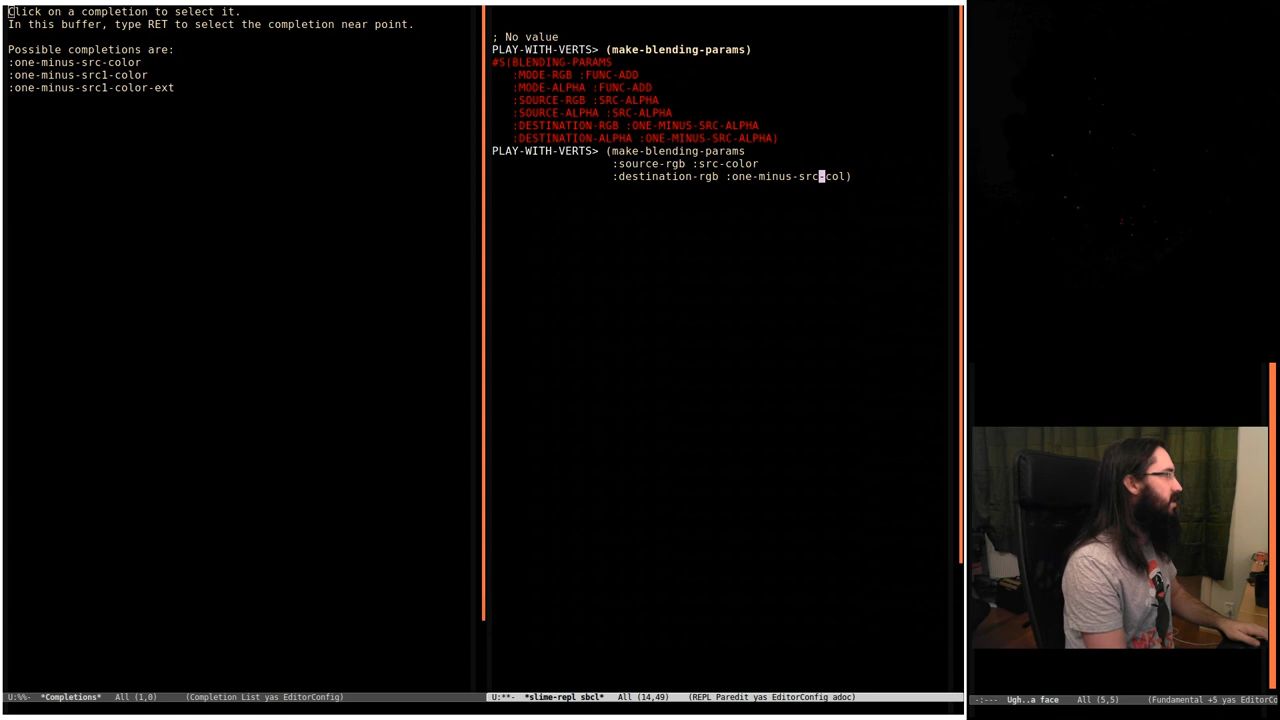 Click on a completion to select it.
In this buffer, type RET to select the completion near point.
Possible completions are:
:one-minus-src-color
:one-minus-src1-color
:one-minus-src1-color-ext
; No value
PLAY-WITH-VERTS> (make-blending-params)
#S(BLENDING-PARAMS
:MODE-RGB :FUNC-ADD
:MODE-ALPHA :FUNC-ADD
:SOURCE-RGB :SRC-ALPHA
:SOURCE-ALPHA :SRC-ALPHA
:DESTINATION-RGB :ONE-MINUS-SRC-ALPHA
:DESTINATION-ALPHA :ONE-MINUS-SRC-ALPHA)
PLAY-WITH-VERTS> (make-blending-params
:source-rgb :src-color
:destination-rgb :one-minus-src-col)
U:%%- *Completions* All (1,0) (Completion List yas EditorConfig)
U:**- *slime-repl sbcl* All (14,49) (REPL Paredit yas EditorConfig adoc)
-:--- Ugh..a face All (5,5) (Fundamental +5 yas EditorCo